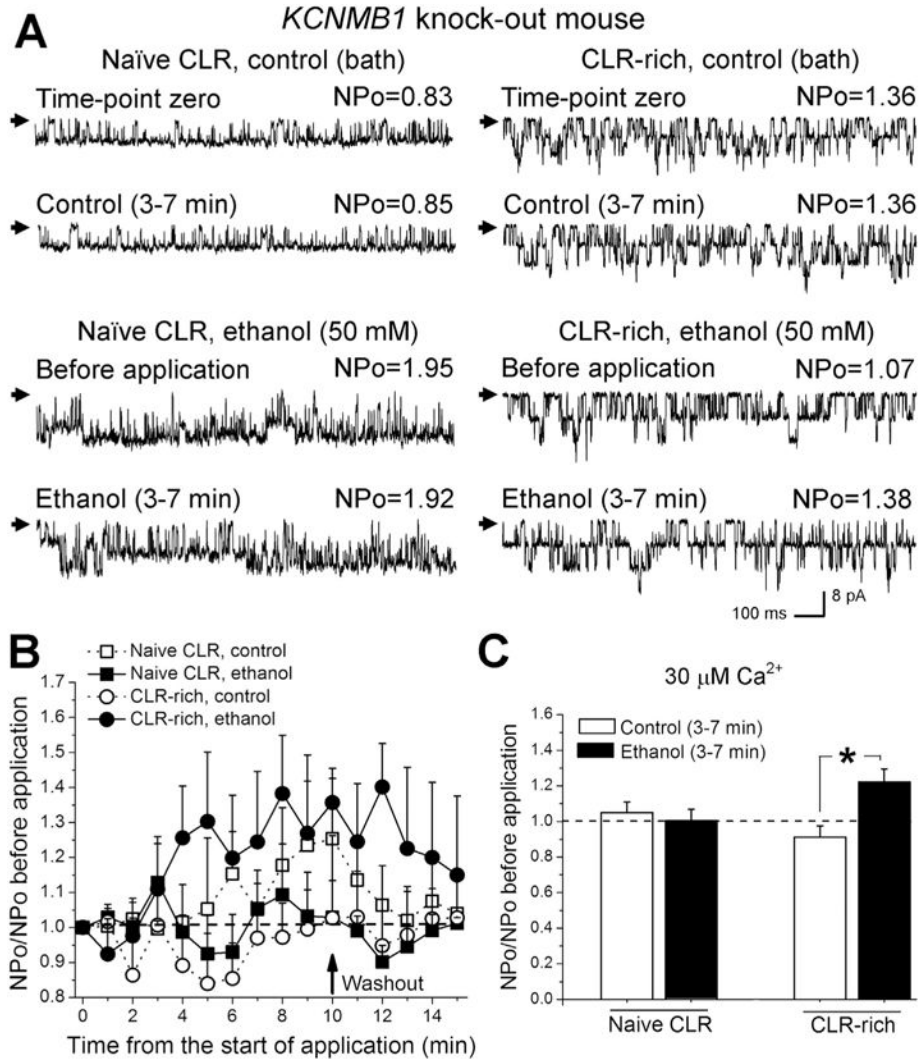 KCNMB1 knock-out mouse
A
Naïve CLR, control (bath)
CLR-rich, control (bath)
Time-point zero NPo=0.83
Time-point zero NPo=1.36
Control (3-7 min) NPo=0.85
Control (3-7 min) NPo=1.36
Naïve CLR, ethanol (50 mM)
CLR-rich, ethanol (50 mM)
Before application NPo=1.95
Before application NPo=1.07
Ethanol (3-7 min) NPo=1.92
Ethanol (3-7 min) NPo=1.38
8 pA
100 ms
B
Naive CLR, control
Naive CLR, ethanol
CLR-rich, control
CLR-rich, ethanol
NPo/NPo before application
1.7
1.6
1.5
1.4
1.3
1.2
1.1
1.0
0.9
0.8
Washout
0 2 4 6 8 10 12 14
Time from the start of application (min)
C
30 µM Ca²⁺
Control (3-7 min)
Ethanol (3-7 min)
NPo/NPo before application
1.6
1.4
1.2
1.0
0.8
0.6
0.4
0.2
0.0
*
Naive CLR
CLR-rich